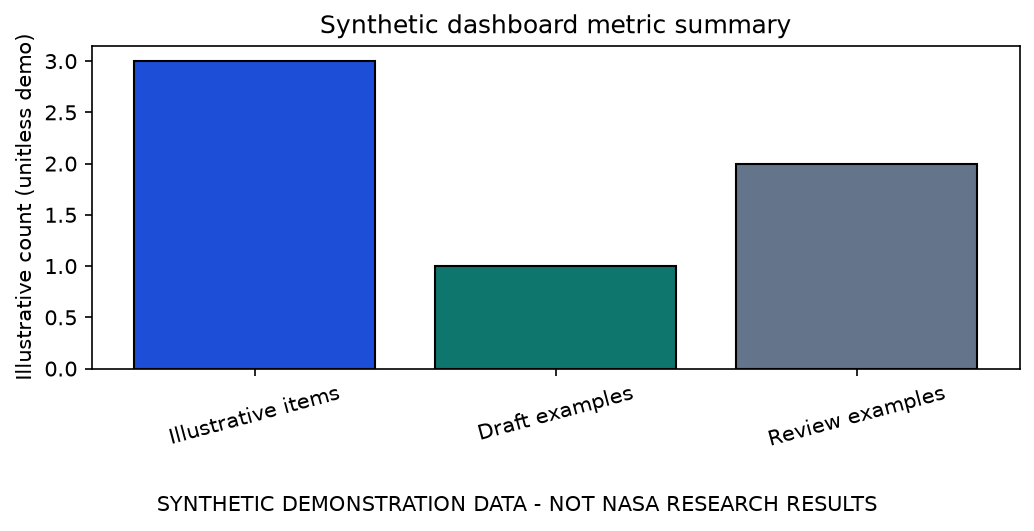 Synthetic dashboard metric summary
Illustrative count (unitless demo)
3.0
2.5
2.0
1.5
1.0
0.5
0.0
Illustrative items
Draft examples
Review examples
SYNTHETIC DEMONSTRATION DATA - NOT NASA RESEARCH RESULTS